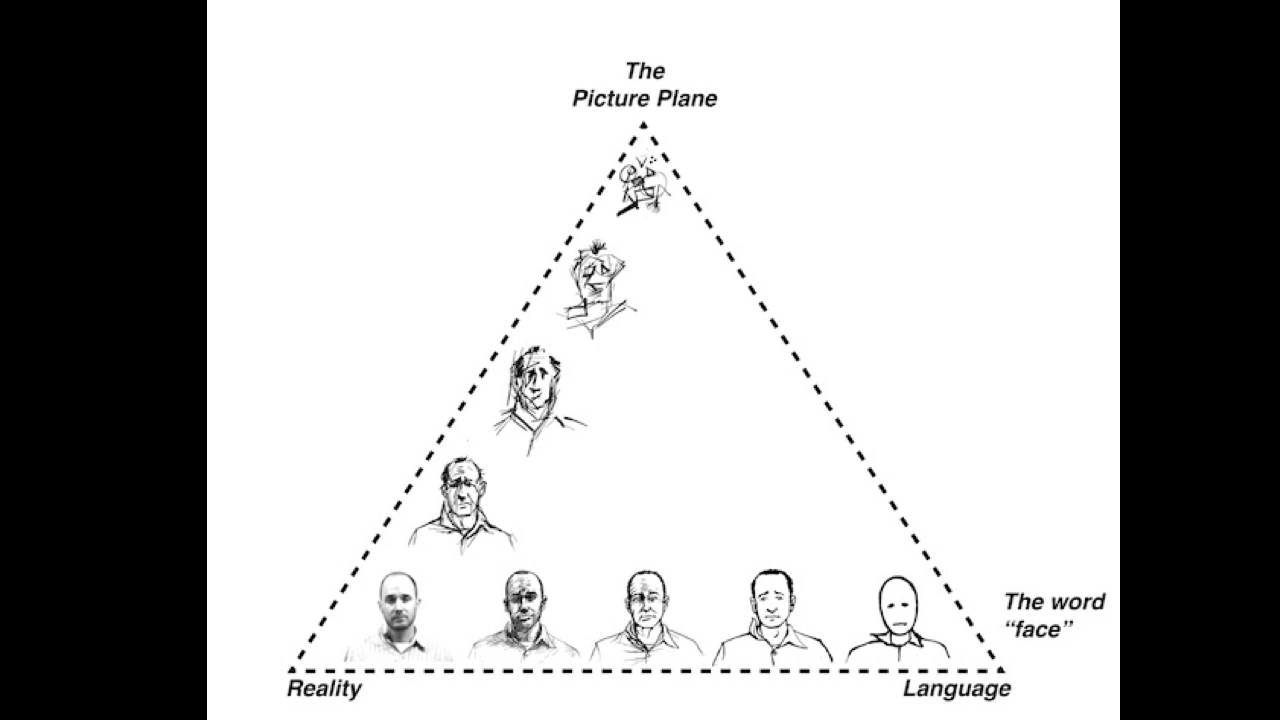 The
Picture Plane
The word
“face”
Reality
Language